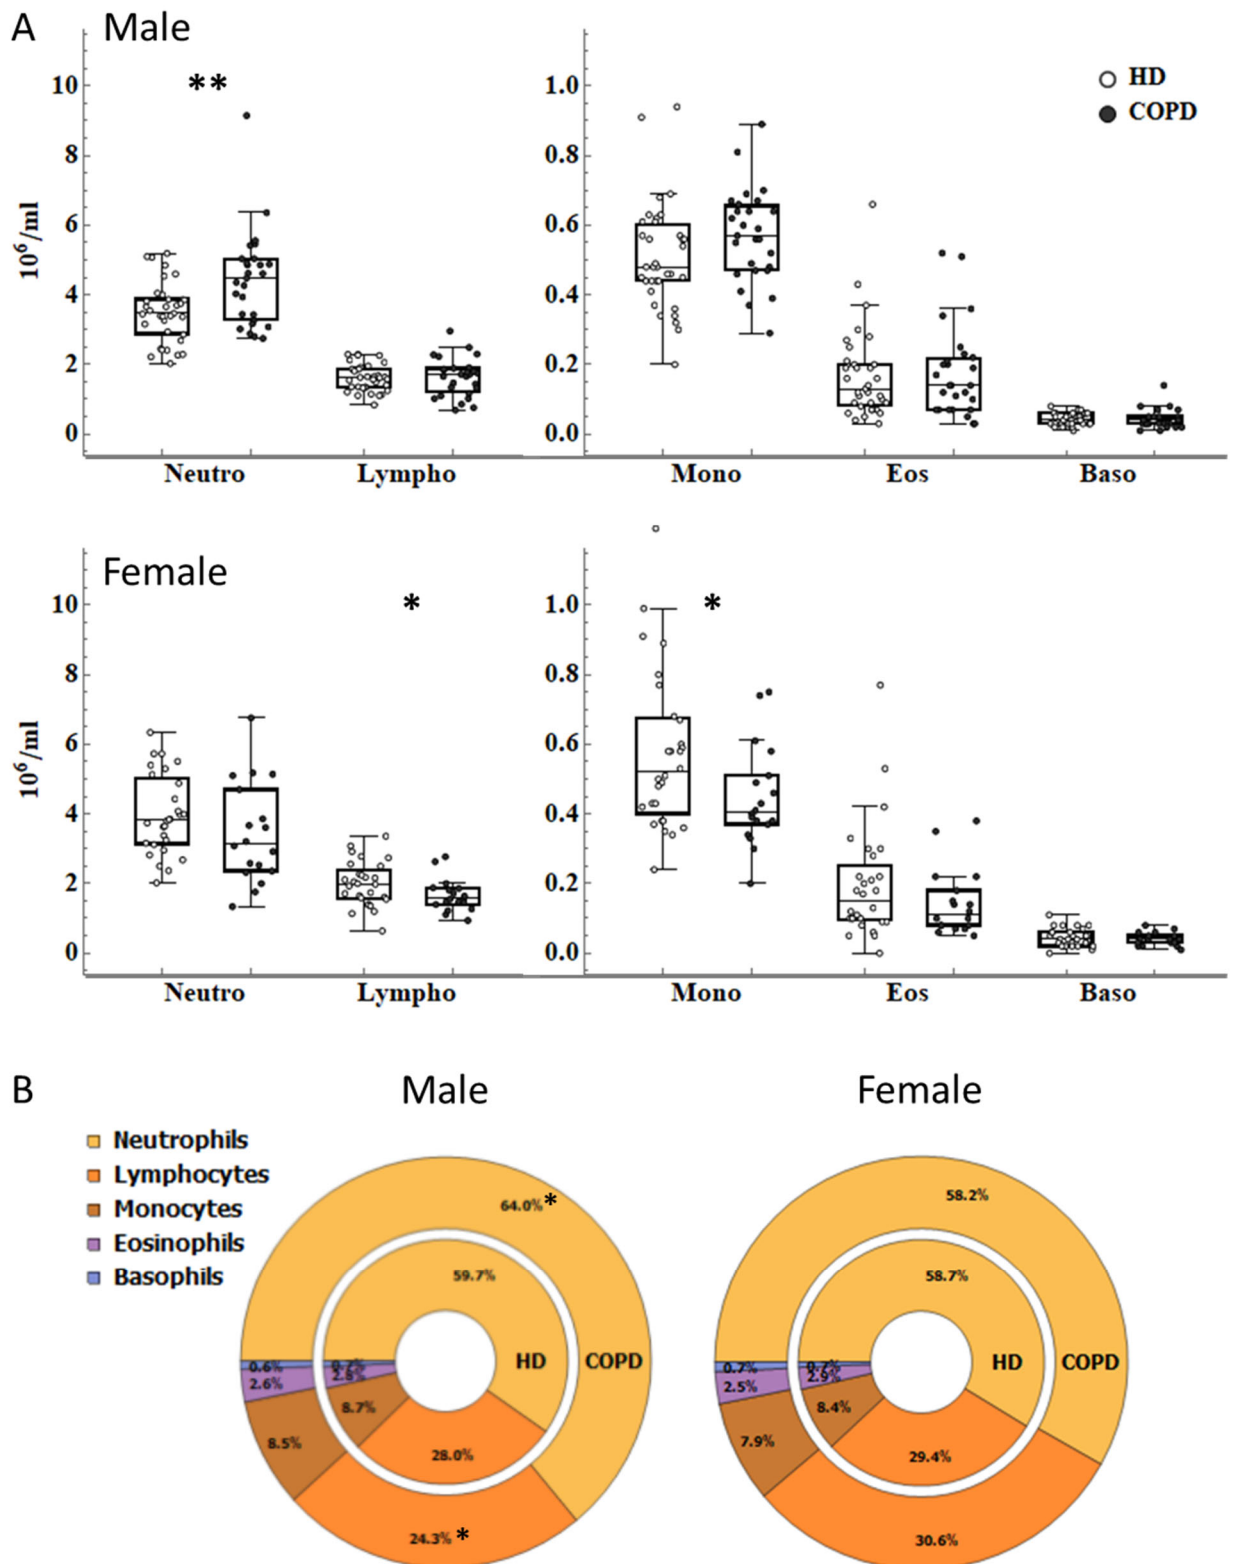 A Male
**
HD
COPD
10
8
6
4
2
0
10⁶/ml
1.0
0.8
0.6
0.4
0.2
0.0
Neutro Lympho Mono Eos Baso
Female
*
*
10
8
6
4
2
0
10⁶/ml
1.0
0.8
0.6
0.4
0.2
0.0
Neutro Lympho Mono Eos Baso
B Male Female
Neutrophils
Lymphocytes
Monocytes
Eosinophils
Basophils
64.0%*
59.7%
HD COPD
0.6% 0.7%
2.6% 2.8%
8.5% 8.7%
28.0%
24.3%*
58.2%
58.7%
HD COPD
0.7% 0.7%
2.5% 2.9%
7.9% 8.4%
29.4%
30.6%